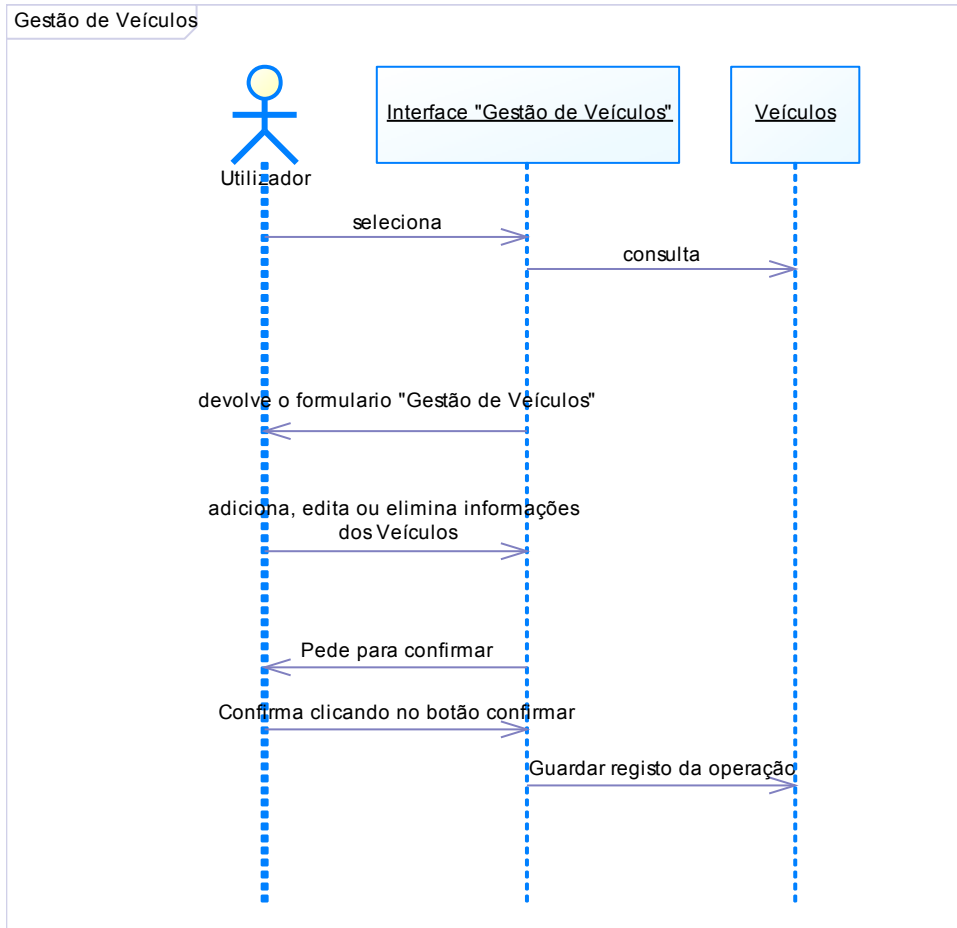 Gestão de Veículos
Utilizador
Interface "Gestão de Veículos"
Veículos
seleciona
consulta
devolve o formulario "Gestão de Veículos"
adiciona, edita ou elimina informações
dos Veículos
Pede para confirmar
Confirma clicando no botão confirmar
Guardar registo da operação